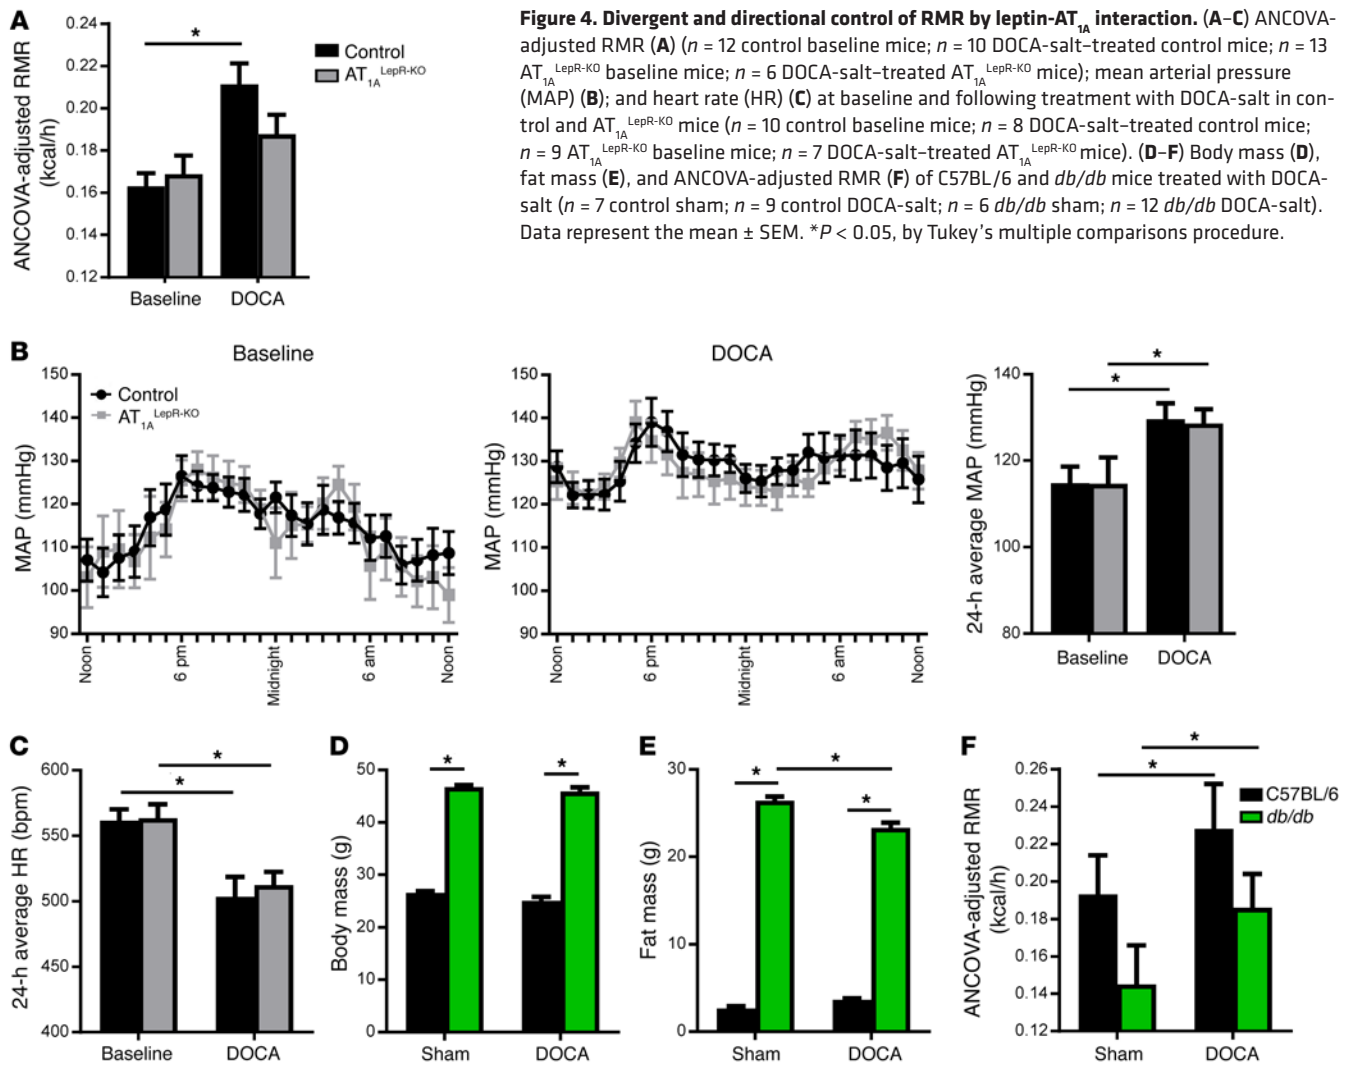 A
0.24
0.22
0.20
0.18
0.16
0.14
0.12
ANCOVA-adjusted RMR
(kcal/h)
*
Control
AT1A LepR-KO
Baseline
DOCA
Figure 4. Divergent and directional control of RMR by leptin-AT1A interaction. (A–C) ANCOVA-
adjusted RMR (A) (n = 12 control baseline mice; n = 10 DOCA-salt–treated control mice; n = 13
AT1A LepR-KO baseline mice; n = 6 DOCA-salt–treated AT1A LepR-KO mice); mean arterial pressure
(MAP) (B); and heart rate (HR) (C) at baseline and following treatment with DOCA-salt in con-
trol and AT1A LepR-KO mice (n = 10 control baseline mice; n = 8 DOCA-salt–treated control mice;
n = 9 AT1A LepR-KO baseline mice; n = 7 DOCA-salt–treated AT1A LepR-KO mice). (D–F) Body mass (D),
fat mass (E), and ANCOVA-adjusted RMR (F) of C57BL/6 and db/db mice treated with DOCA-
salt (n = 7 control sham; n = 9 control DOCA-salt; n = 6 db/db sham; n = 12 db/db DOCA-salt).
Data represent the mean ± SEM. *P < 0.05, by Tukey's multiple comparisons procedure.
B
Baseline
MAP (mmHg)
150
140
130
120
110
100
90
Control
AT1A LepR-KO
Noon
6 pm
Midnight
6 am
Noon
DOCA
MAP (mmHg)
150
140
130
120
110
100
90
Noon
6 pm
Midnight
6 am
Noon
24-h average MAP (mmHg)
140
120
100
80
*
*
Baseline
DOCA
C
24-h average HR (bpm)
600
550
500
450
400
*
*
Baseline
DOCA
D
Body mass (g)
50
40
30
20
10
0
*
*
Sham
DOCA
E
Fat mass (g)
30
20
10
0
*
*
*
Sham
DOCA
F
ANCOVA-adjusted RMR
(kcal/h)
0.26
0.24
0.22
0.20
0.18
0.16
0.14
0.12
*
*
C57BL/6
db/db
Sham
DOCA